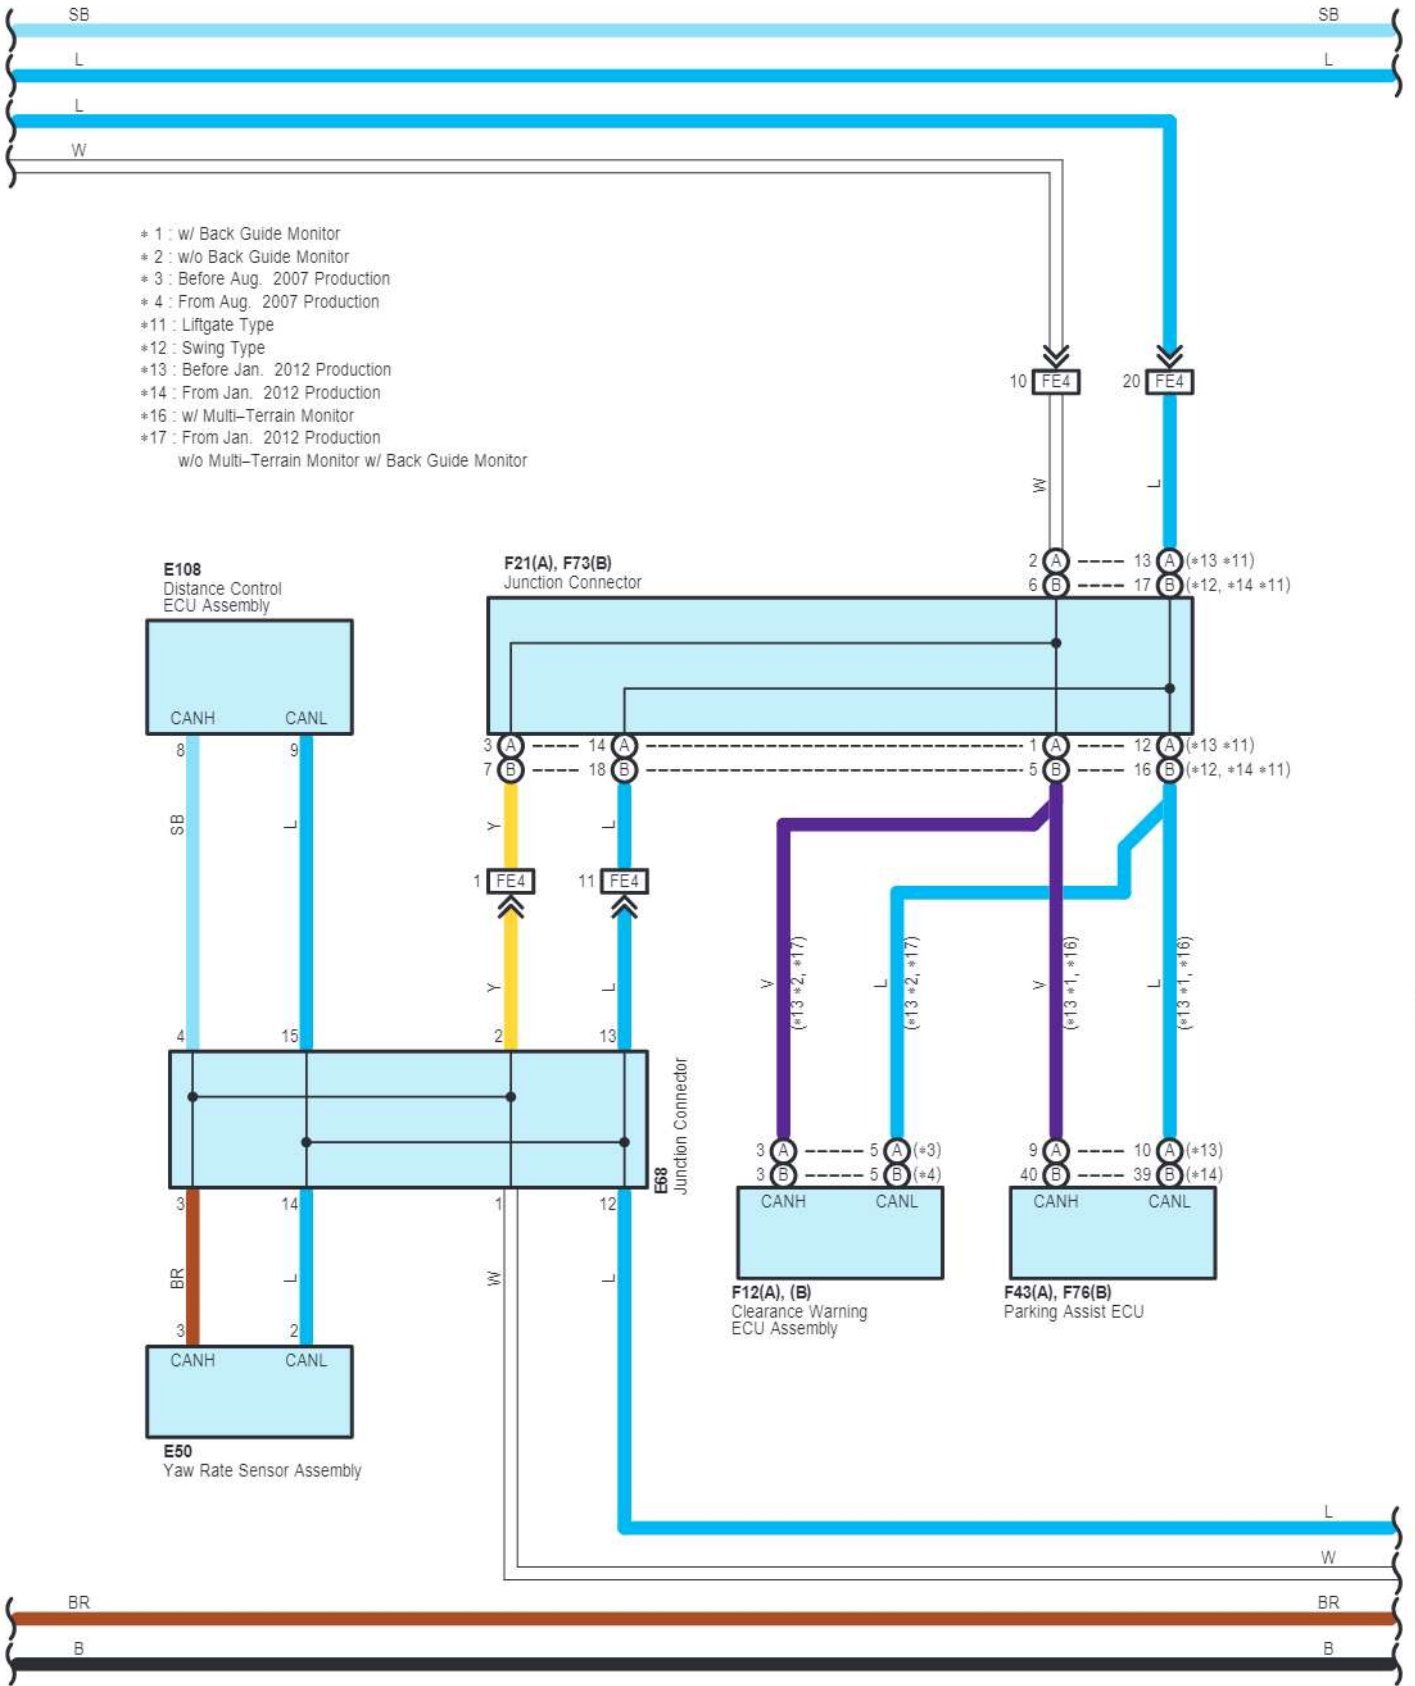 SB SB
L L
L
W
* 1 : w/ Back Guide Monitor
* 2 : w/o Back Guide Monitor
* 3 : Before Aug. 2007 Production
* 4 : From Aug. 2007 Production
*11 : Liftgate Type
*12 : Swing Type
*13 : Before Jan. 2012 Production
*14 : From Jan. 2012 Production
*16 : w/ Multi–Terrain Monitor
*17 : From Jan. 2012 Production
w/o Multi–Terrain Monitor w/ Back Guide Monitor
10 FE4 20 FE4
W L
E108
Distance Control
ECU Assembly
F21(A), F73(B)
Junction Connector
2 A 13 A (*13 *11)
6 B 17 B (*12, *14 *11)
CANH CANL
8 9
3 A 14 A 1 A 12 A (*13 *11)
7 B 18 B 5 B 16 B (*12, *14 *11)
SB L Y L
1 FE4 11 FE4
Y L
V (*13 *2, *17)
L (*13 *2, *17)
V (*13 *1, *16)
L (*13 *1, *16)
4 15 2 13
E68
Junction Connector
3 A 5 A (*3) 9 A 10 A (*13)
3 B 5 B (*4) 40 B 39 B (*14)
CANH CANL CANH CANL
3 14 1 12
BR L W L
F12(A), (B)
Clearance Warning
ECU Assembly
F43(A), F76(B)
Parking Assist ECU
3 2
CANH CANL
E50
Yaw Rate Sensor Assembly
L
W
BR BR
B B